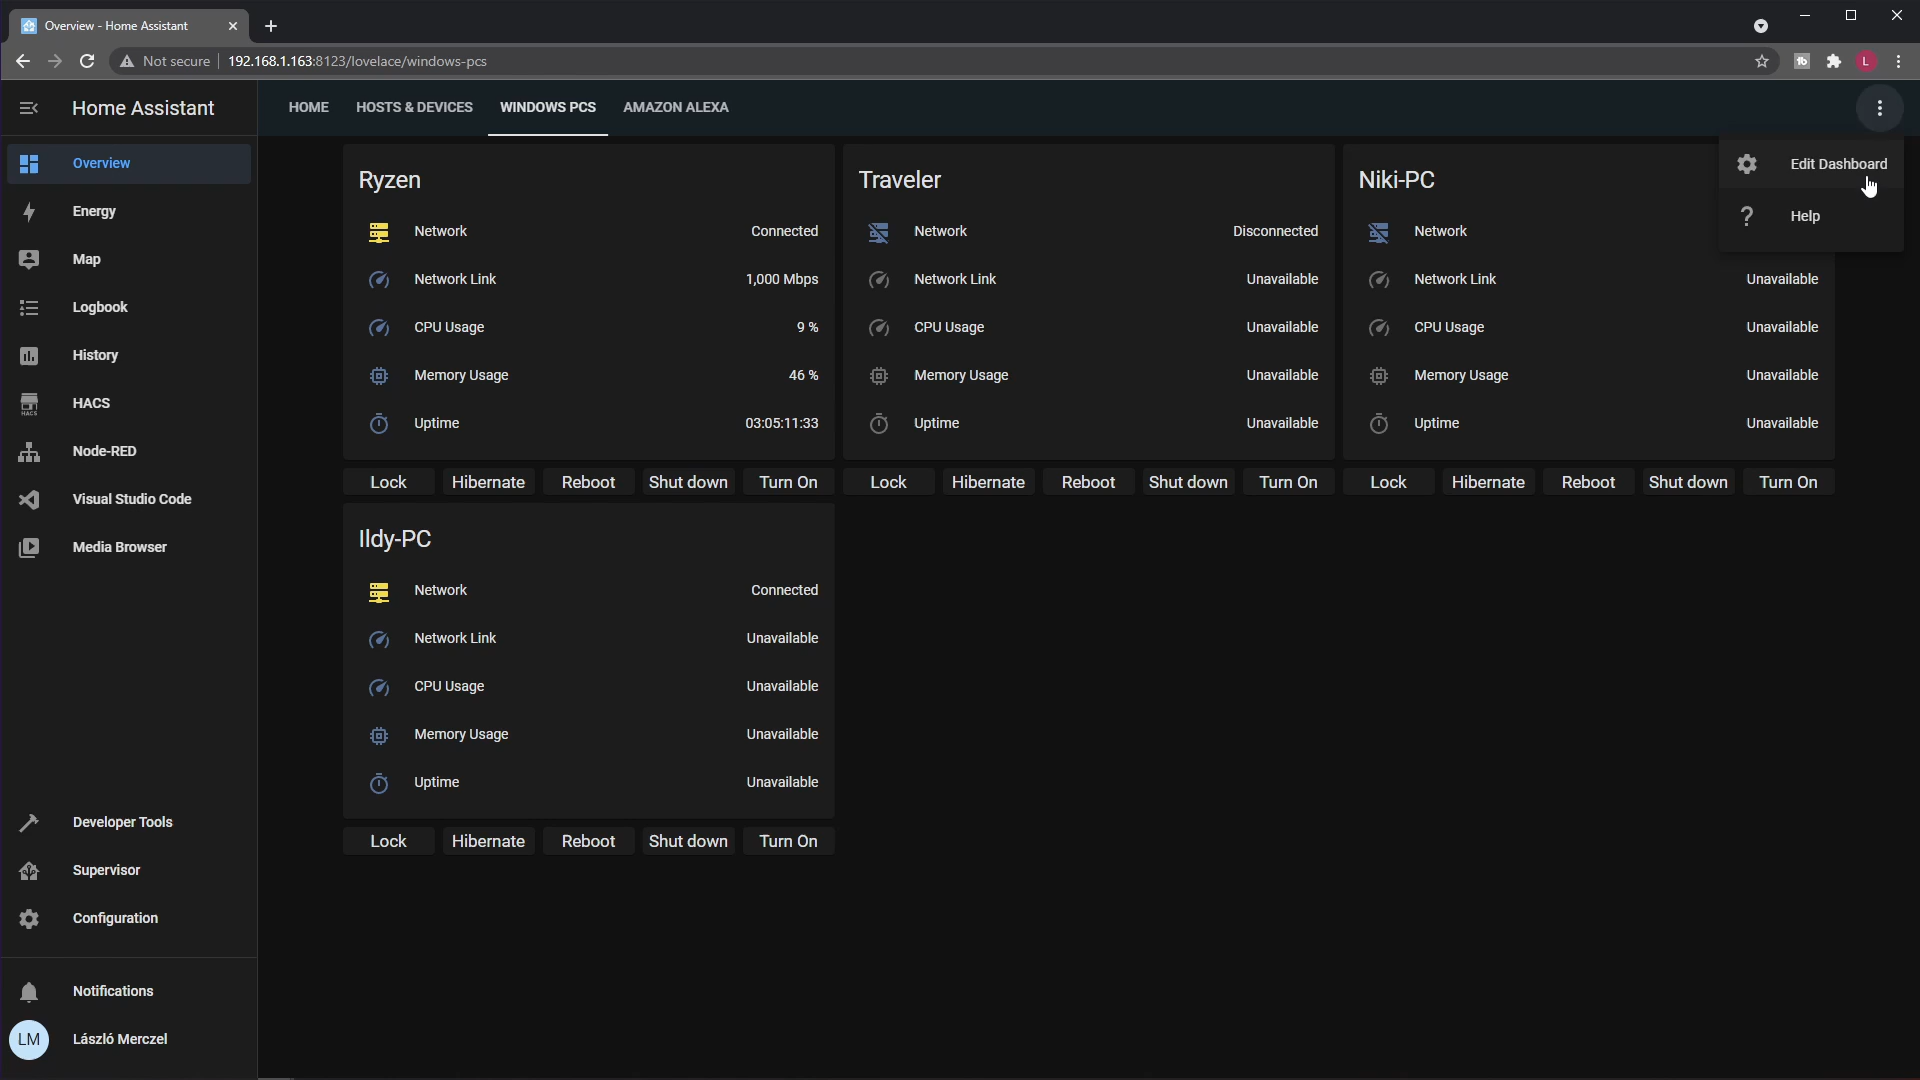 Overview - Home Assistant
Not secure 192.168.1.163:8123/lovelace/windows-pcs
L
Home Assistant
HOME HOSTS & DEVICES WINDOWS PCS AMAZON ALEXA
Overview
Energy
Map
Logbook
History
HACS
Node-RED
Visual Studio Code
Media Browser
Developer Tools
Supervisor
Configuration
Notifications
LM László Merczel
Edit Dashboard
Help
Ryzen
Network Connected
Network Link 1,000 Mbps
CPU Usage 9 %
Memory Usage 46 %
Uptime 03:05:11:33
Lock Hibernate Reboot Shut down Turn On
Traveler
Network Disconnected
Network Link Unavailable
CPU Usage Unavailable
Memory Usage Unavailable
Uptime Unavailable
Lock Hibernate Reboot Shut down Turn On
Niki-PC
Network
Network Link Unavailable
CPU Usage Unavailable
Memory Usage Unavailable
Uptime Unavailable
Lock Hibernate Reboot Shut down Turn On
Ildy-PC
Network Connected
Network Link Unavailable
CPU Usage Unavailable
Memory Usage Unavailable
Uptime Unavailable
Lock Hibernate Reboot Shut down Turn On